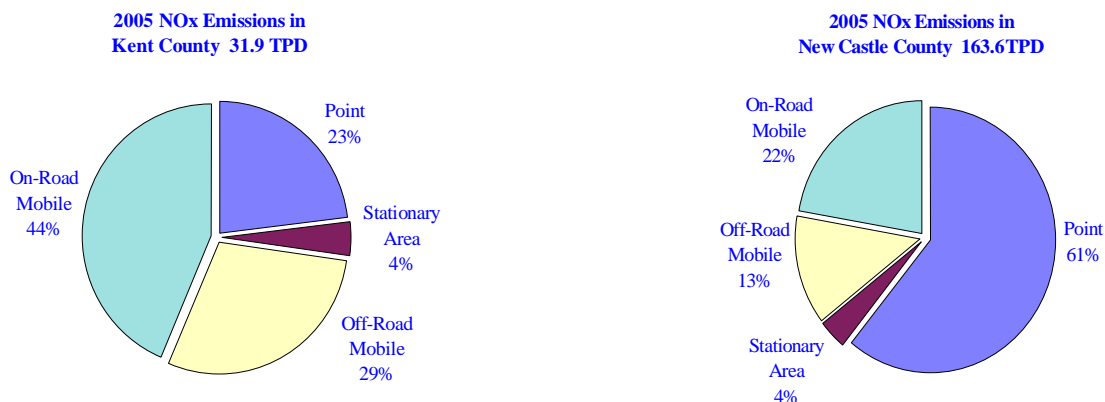 2005 NOx Emissions in
Kent County 31.9 TPD
Point
23%
On-Road
Mobile
44%
Stationary
Area
4%
Off-Road
Mobile
29%
2005 NOx Emissions in
New Castle County 163.6TPD
On-Road
Mobile
22%
Off-Road
Mobile
13%
Point
61%
Stationary
Area
4%